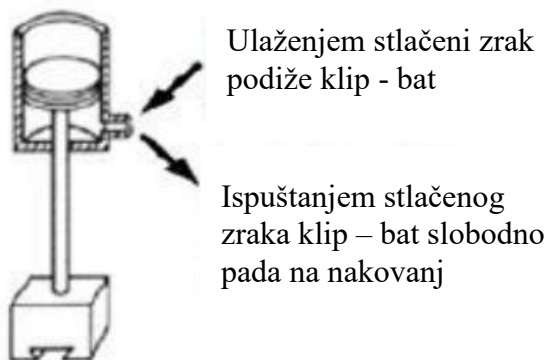 Ulaženjem stlačeni zrak
podiže klip - bat
Ispuštanjem stlačenog
zraka klip – bat slobodno
pada na nakovanj